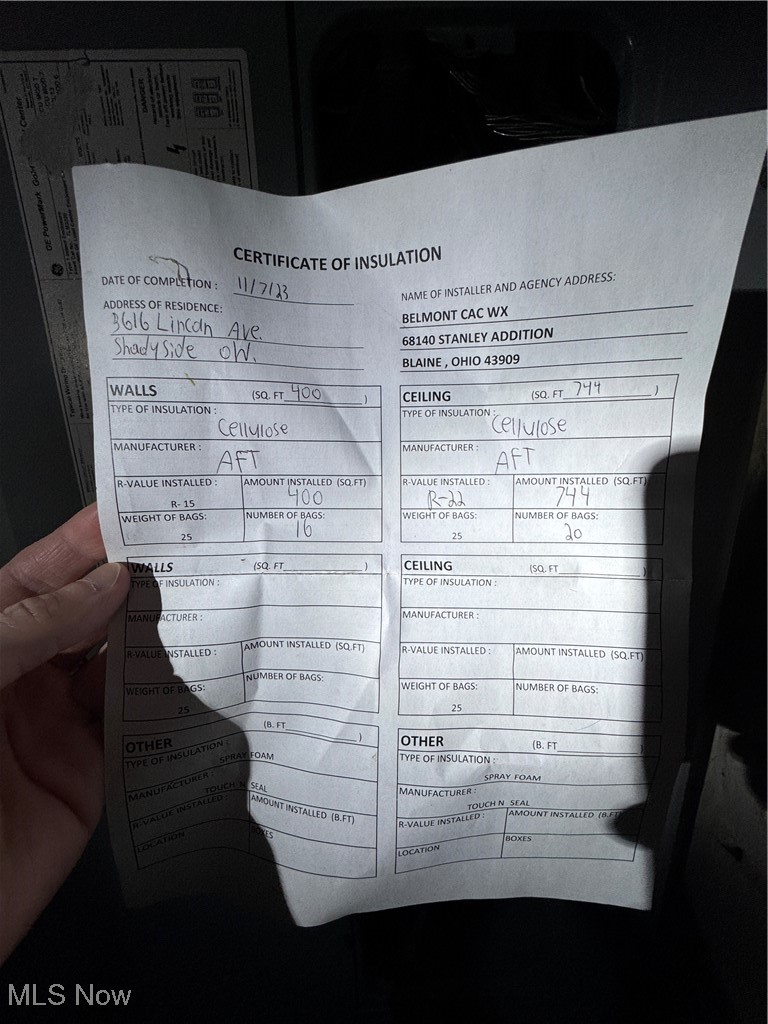 GE PowerMark Gold
Center
DANGER
CERTIFICATE OF INSULATION
DATE OF COMPLETION : 11/7/23
NAME OF INSTALLER AND AGENCY ADDRESS:
ADDRESS OF RESIDENCE:
3616 Lincoln Ave.
Shadyside OH.
BELMONT CAC WX
68140 STANLEY ADDITION
BLAINE , OHIO 43909
WALLS (SQ. FT 400 )
TYPE OF INSULATION :
Cellulose
MANUFACTURER :
AFT
R-VALUE INSTALLED : AMOUNT INSTALLED (SQ.FT)
R- 15 400
WEIGHT OF BAGS: NUMBER OF BAGS:
25 16
CEILING (SQ. FT 744 )
TYPE OF INSULATION :
Cellulose
MANUFACTURER :
AFT
R-VALUE INSTALLED : AMOUNT INSTALLED (SQ.FT)
R-22 744
WEIGHT OF BAGS: NUMBER OF BAGS:
25 20
WALLS (SQ. FT )
TYPE OF INSULATION :
MANUFACTURER :
R-VALUE INSTALLED : AMOUNT INSTALLED (SQ.FT)
WEIGHT OF BAGS: NUMBER OF BAGS:
25
CEILING (SQ. FT )
TYPE OF INSULATION :
MANUFACTURER :
R-VALUE INSTALLED : AMOUNT INSTALLED (SQ.FT)
WEIGHT OF BAGS: NUMBER OF BAGS:
25
OTHER (B. FT )
TYPE OF INSULATION :
SPRAY FOAM
MANUFACTURER :
TOUCH N SEAL
R-VALUE INSTALLED AMOUNT INSTALLED (B.FT)
LOCATION BOXES
OTHER (B. FT )
TYPE OF INSULATION :
SPRAY FOAM
MANUFACTURER :
TOUCH N SEAL
R-VALUE INSTALLED : AMOUNT INSTALLED (B.FT)
LOCATION BOXES
MLS Now